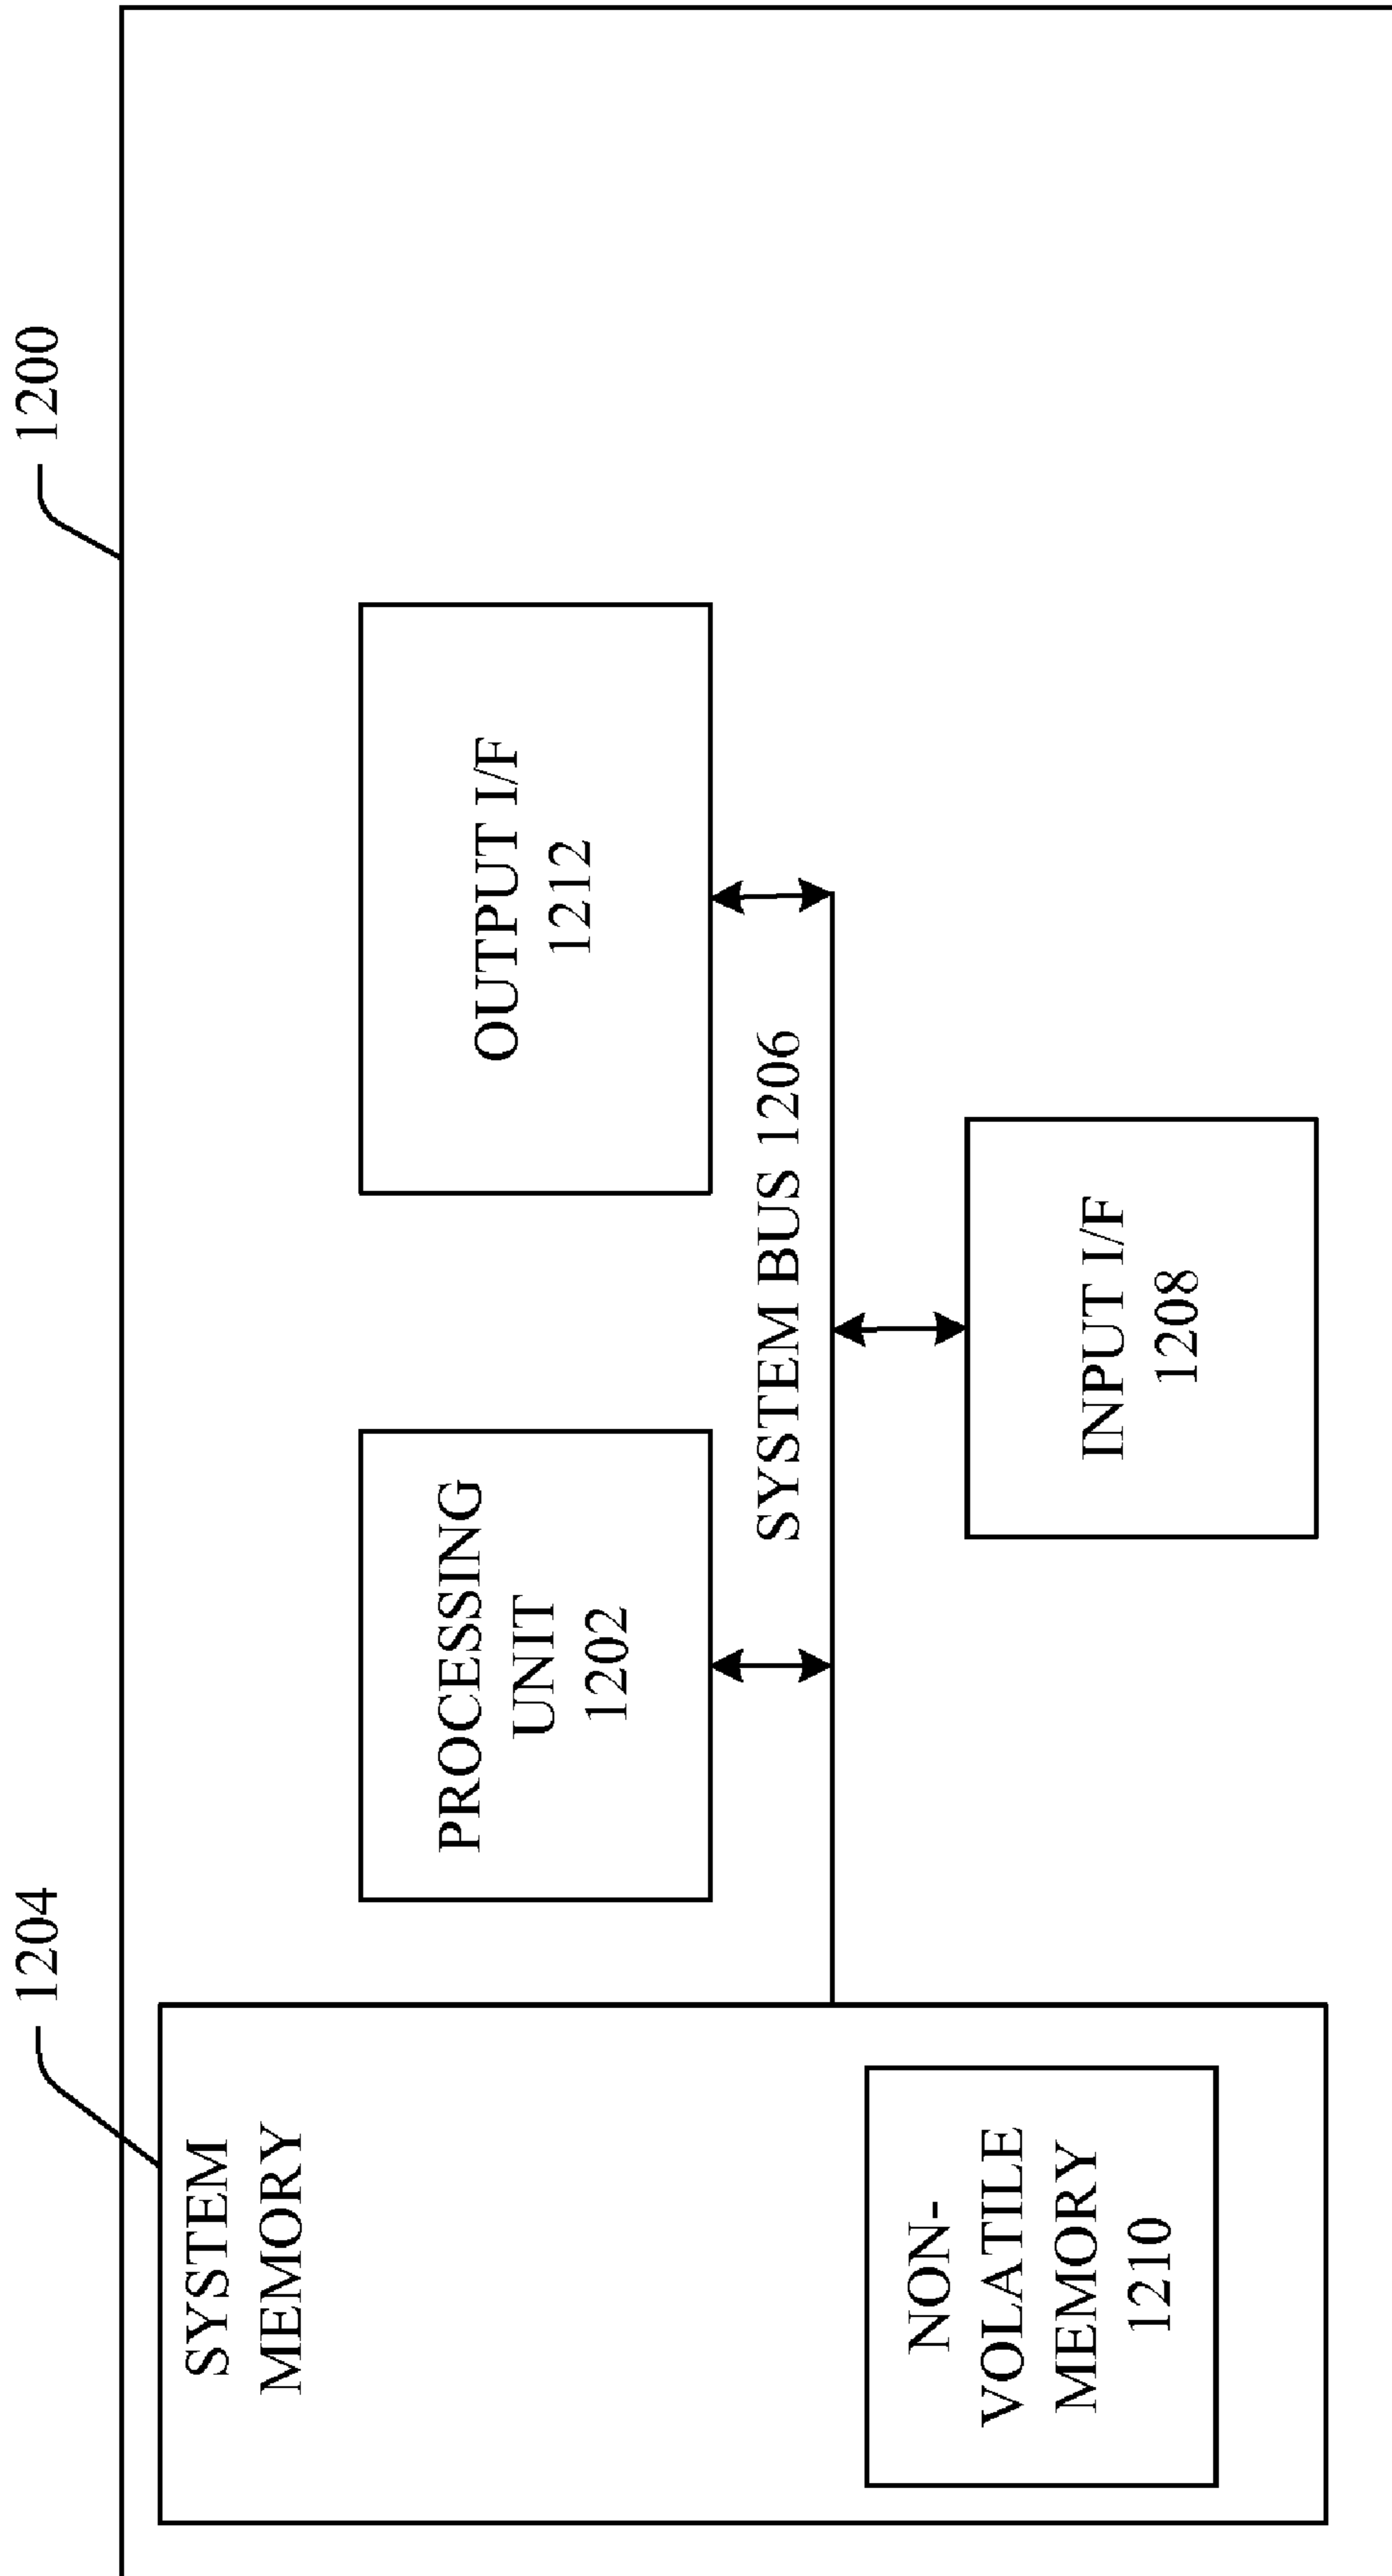 1204
1200
SYSTEM
MEMORY
PROCESSING
UNIT
1202
OUTPUT I/F
1212
SYSTEM BUS 1206
NON-
VOLATILE
MEMORY
1210
INPUT I/F
1208